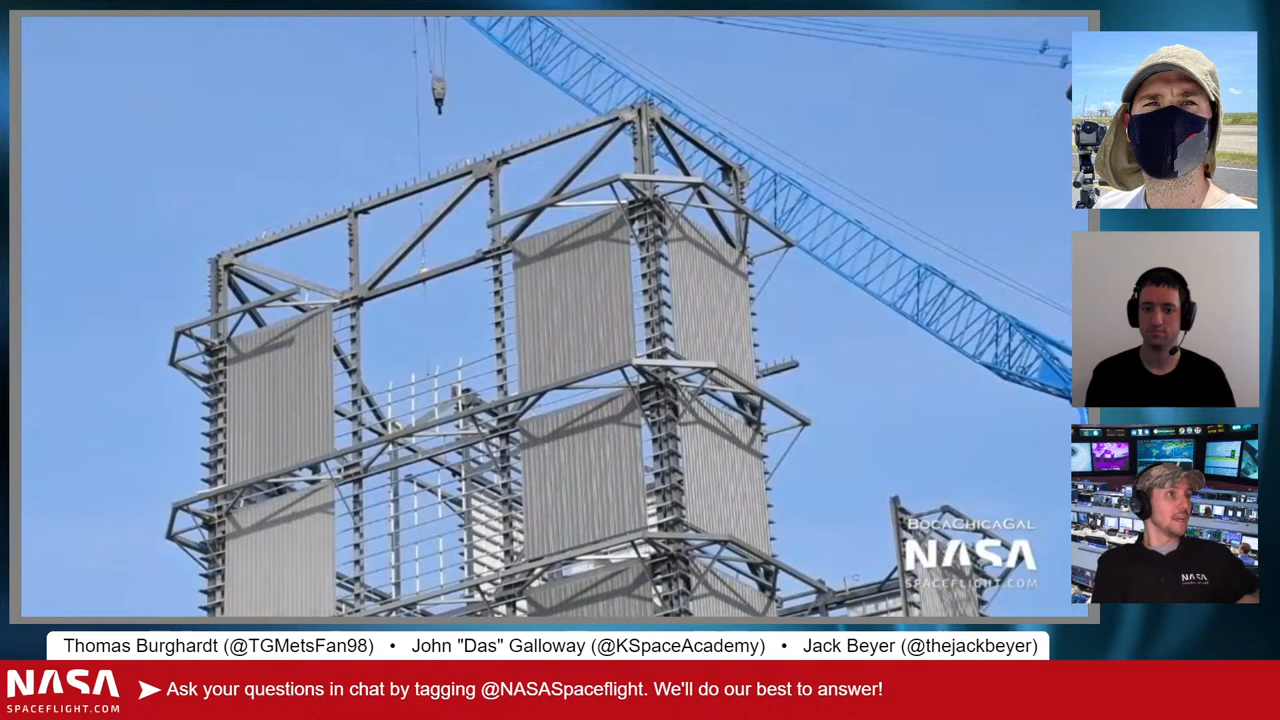 BOCACHICAGAL
NASA
SPACEFLIGHT.COM
NASA
Thomas Burghardt (@TGMetsFan98) • John "Das" Galloway (@KSpaceAcademy) • Jack Beyer (@thejackbeyer)
NASA
SPACEFLIGHT.COM
Ask your questions in chat by tagging @NASASpaceflight. We'll do our best to answer!